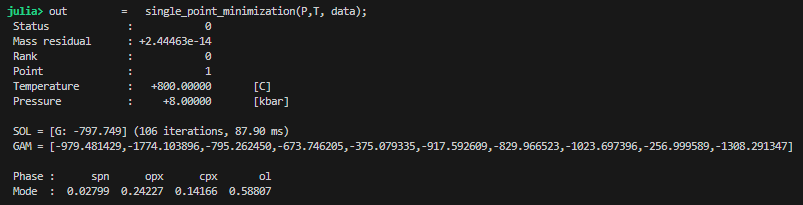 julia> out = single_point_minimization(P,T, data);
Status : 0
Mass residual : +2.44463e-14
Rank : 0
Point : 1
Temperature : +800.00000 [C]
Pressure : +8.00000 [kbar]
SOL = [G: -797.749] (106 iterations, 87.90 ms)
GAM = [-979.481429,-1774.103896,-795.262450,-673.746205,-375.079335,-917.592609,-829.966523,-1023.697396,-256.999589,-1308.291347]
Phase : spn opx cpx ol
Mode : 0.02799 0.24227 0.14166 0.58807